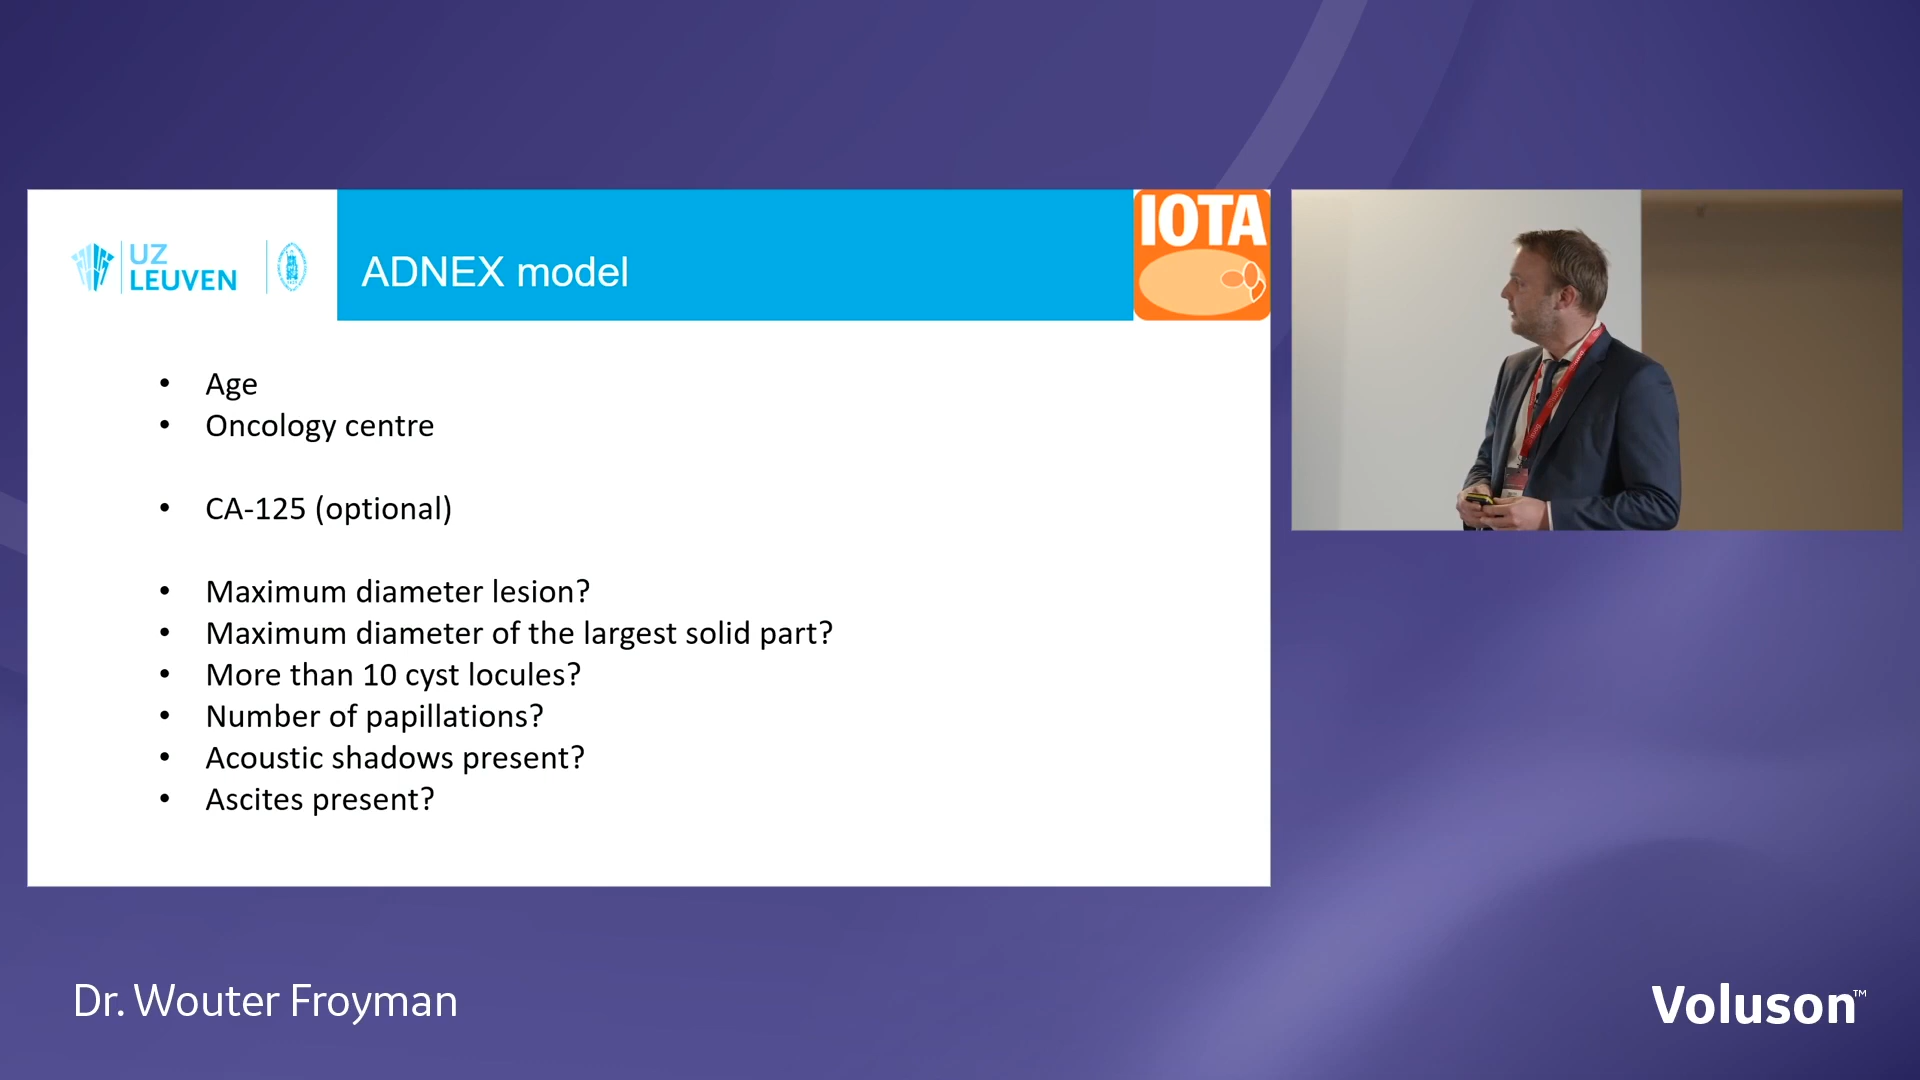 UZ
LEUVEN
ADNEX model
IOTA
• Age
• Oncology centre
• CA-125 (optional)
• Maximum diameter lesion?
• Maximum diameter of the largest solid part?
• More than 10 cyst locules?
• Number of papillations?
• Acoustic shadows present?
• Ascites present?
Dr. Wouter Froyman
Voluson™